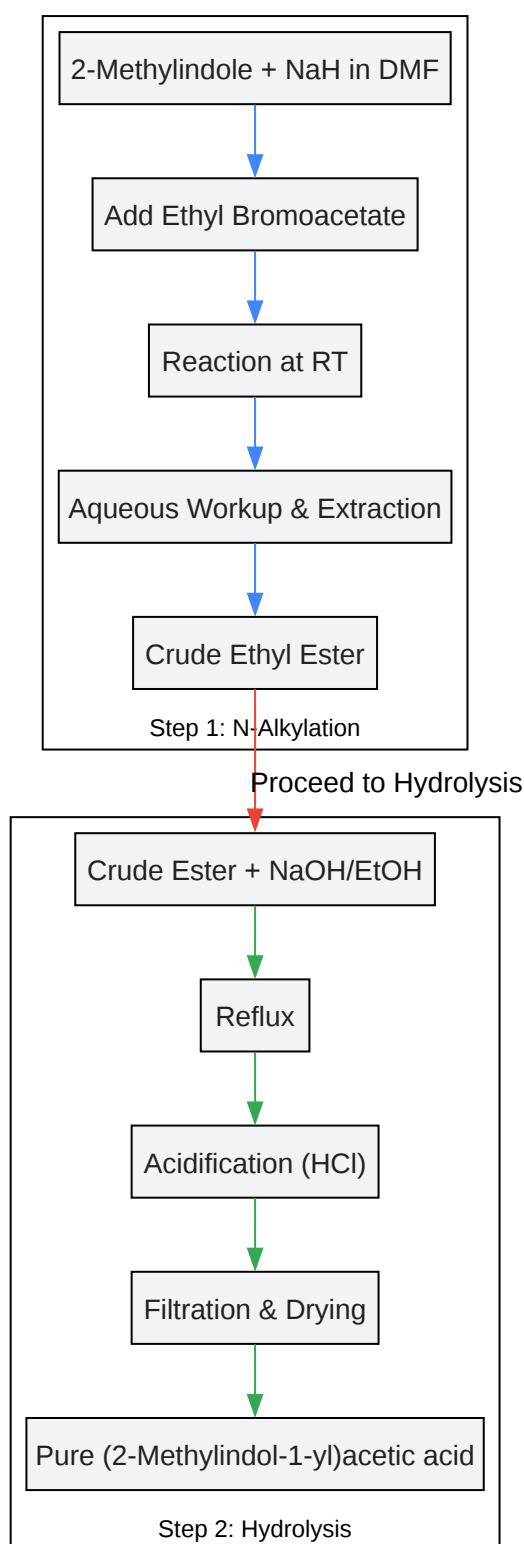 2-Methylindole + NaH in DMF
Add Ethyl Bromoacetate
Reaction at RT
Aqueous Workup & Extraction
Crude Ethyl Ester
Step 1: N-Alkylation
Proceed to Hydrolysis
Crude Ester + NaOH/EtOH
Reflux
Acidification (HCl)
Filtration & Drying
Pure (2-Methylindol-1-yl)acetic acid
Step 2: Hydrolysis